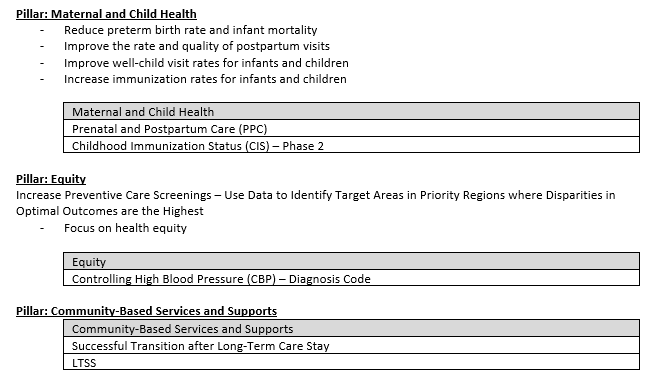 Pillar: Maternal and Child Health
- Reduce preterm birth rate and infant mortality
- Improve the rate and quality of postpartum visits
- Improve well-child visit rates for infants and children
- Increase immunization rates for infants and children
Maternal and Child Health
Prenatal and Postpartum Care (PPC)
Childhood Immunization Status (CIS) – Phase 2
Pillar: Equity
Increase Preventive Care Screenings – Use Data to Identify Target Areas in Priority Regions where Disparities in
Optimal Outcomes are the Highest
- Focus on health equity
Equity
Controlling High Blood Pressure (CBP) – Diagnosis Code
Pillar: Community-Based Services and Supports
Community-Based Services and Supports
Successful Transition after Long-Term Care Stay
LTSS